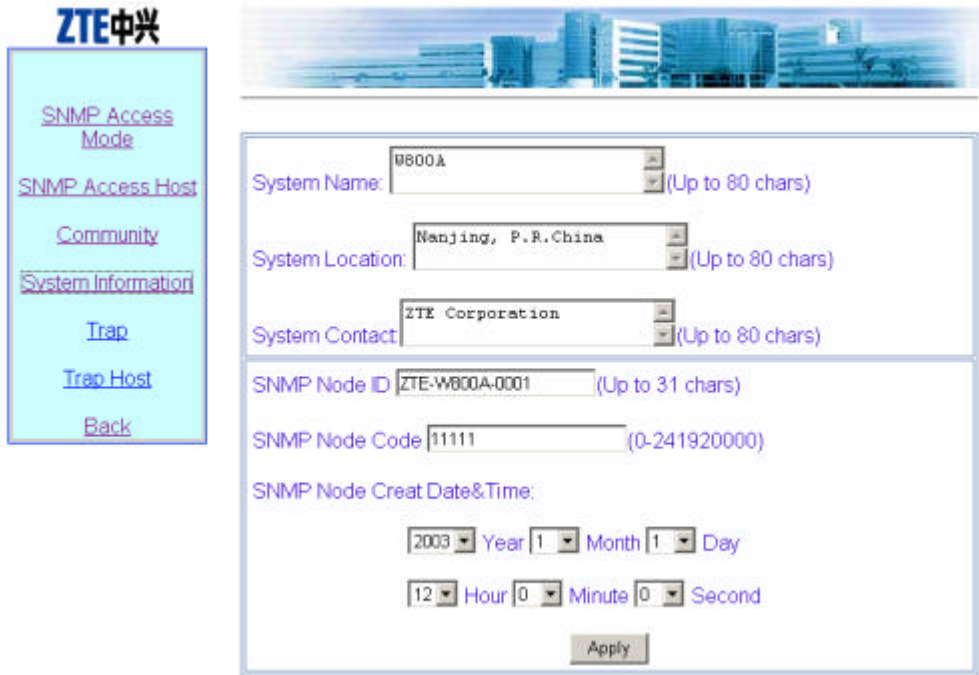 ZTE中兴
SNMP Access
Mode
SNMP Access Host
Community
System Information
Trap
Trap Host
Back
W800A
System Name: (Up to 80 chars)
Nanjing, P.R.China
System Location: (Up to 80 chars)
ZTE Corporation
System Contact (Up to 80 chars)
SNMP Node ID ZTE-W800A-0001 (Up to 31 chars)
SNMP Node Code 11111 (0-241920000)
SNMP Node Creat Date&Time:
2003 Year 1 Month 1 Day
12 Hour 0 Minute 0 Second
Apply